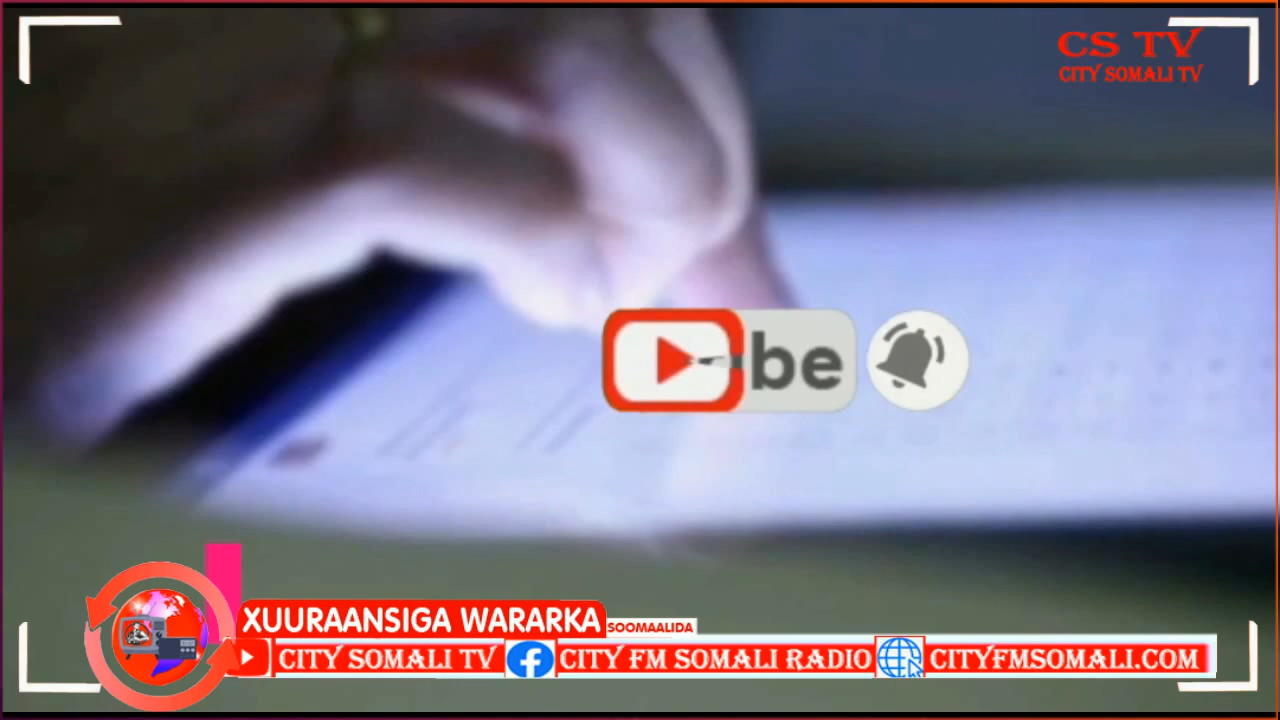 CS TV
CITY SOMALI TV
be
XUURAANSIGA WARARKA
SOOMAALIDA
CITY SOMALI TV CITY FM SOMALI RADIO CITYFMSOMALI.COM